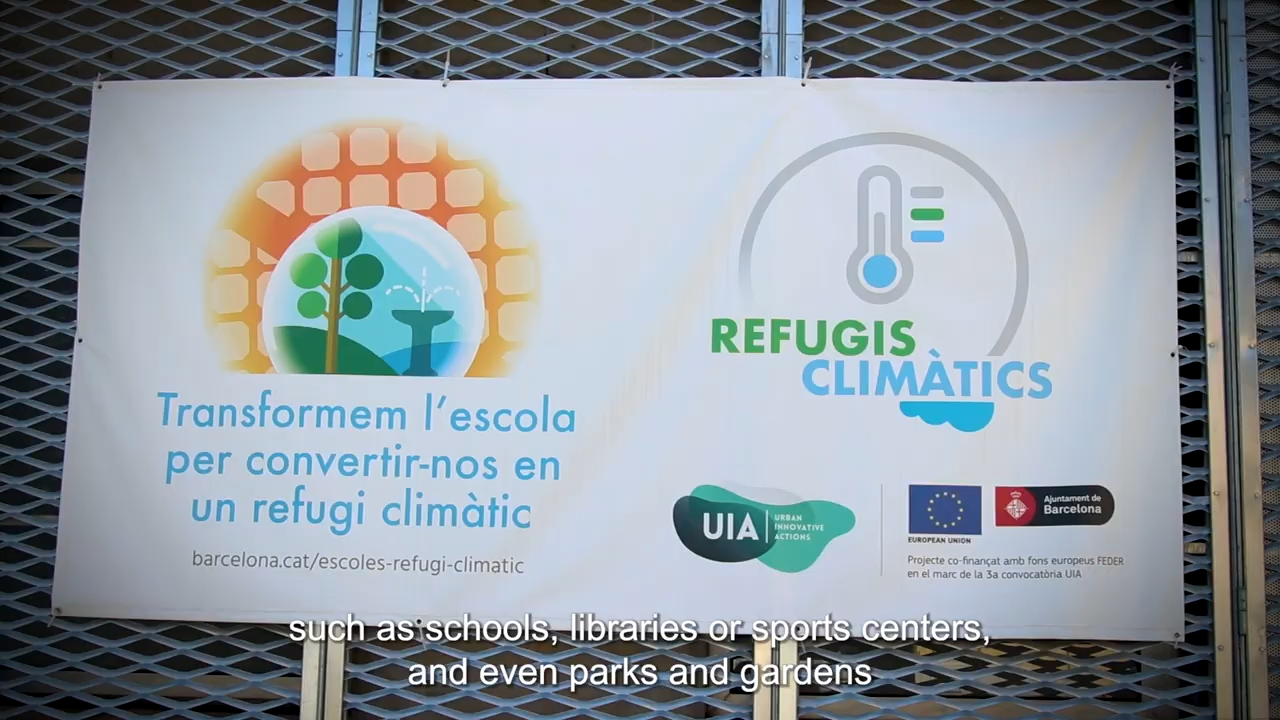 Transformem l'escola
per convertir-nos en
un refugi climàtic
barcelona.cat/escoles-refugi-climatic
REFUGIS
CLIMÀTICS
UIA
URBAN
INNOVATIVE
ACTIONS
EUROPEAN UNION
Ajuntament de
Barcelona
Projecte co-finançat amb fons europeus FEDER
en el marc de la 3a convocatòria UIA
such as schools, libraries or sports centers,
and even parks and gardens